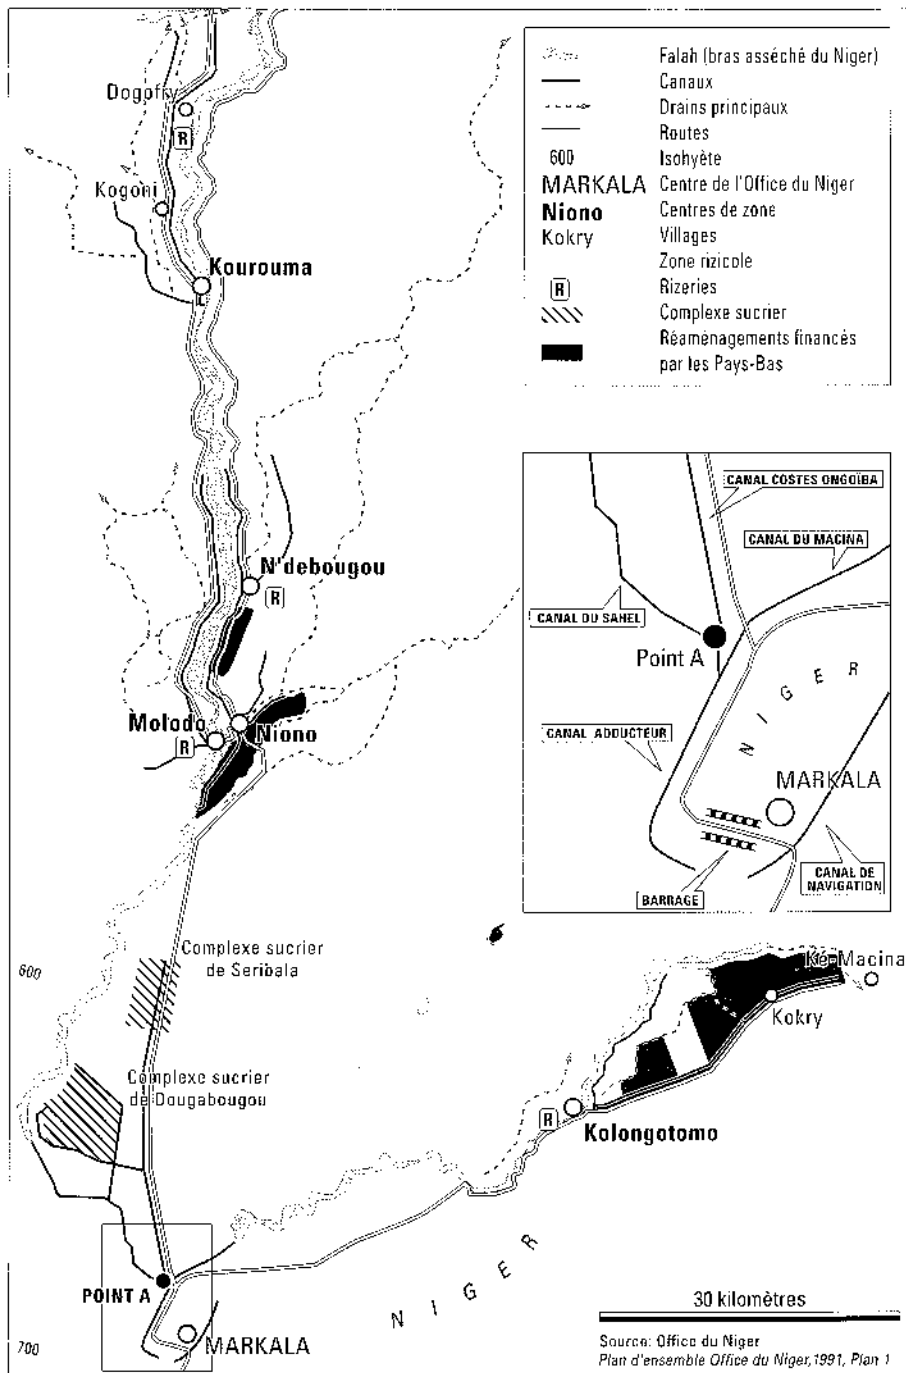 Dogofry
R
Kogoni
Kourouma
N'debougou
R
Molodo
R
Niono
Falah (bras asséché du Niger)
Canaux
Drains principaux
Routes
600 Isohyète
MARKALA Centre de l'Office du Niger
Niono Centres de zone
Kokry Villages
Zone rizicole
R Rizeries
Complexe sucrier
Réaménagements financés
par les Pays-Bas
CANAL COSTES ONGOÏBA
CANAL DU MACINA
CANAL DU SAHEL
Point A
NIGER
CANAL ADDUCTEUR
MARKALA
CANAL DE
NAVIGATION
BARRAGE
600
Complexe sucrier
de Seribala
Ké-Macina
Kokry
Complexe sucrier
de Dougabougou
R
Kolongotomo
POINT A
NIGER
MARKALA
700
30 kilomètres
Source: Office du Niger
Plan d'ensemble Office du Niger, 1991, Plan 1